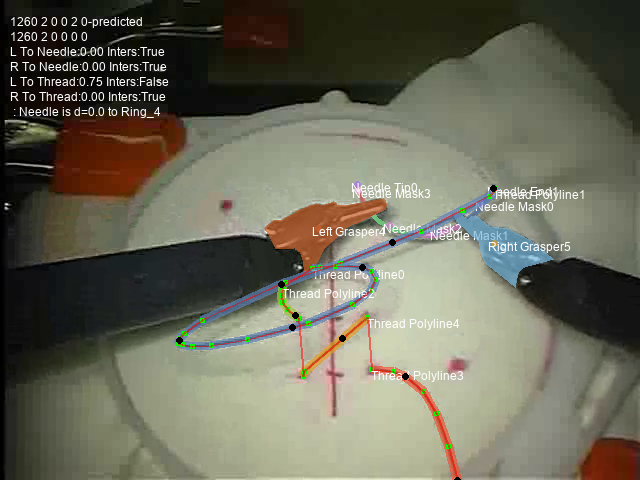 1260 2 0 0 2 0-predicted
1260 2 0 0 0 0
L To Needle:0.00 Inters:True
R To Needle:0.00 Inters:True
L To Thread:0.75 Inters:False
R To Thread:0.00 Inters:True
: Needle is d=0.0 to Ring_4
Needle Tip0
Needle Mask3
Needle End1
Thread Polyline1
Needle Mask0
Left Grasper4
Needle Mask2
Needle Mask1
Right Grasper5
Thread Polyline0
Thread Polyline2
Thread Polyline4
Thread Polyline3